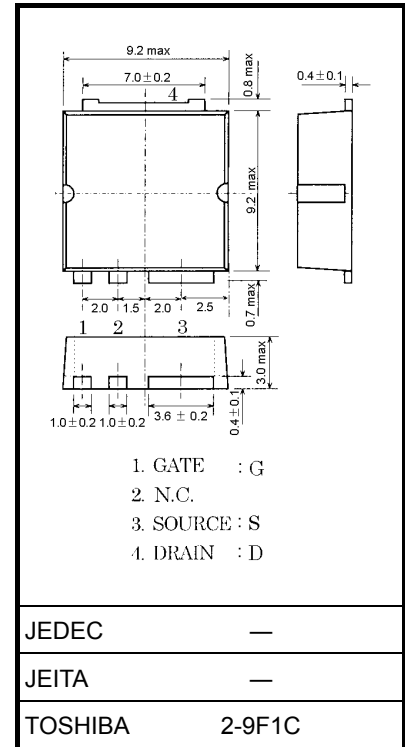 9.2 max
7.0±0.2
4
0.8 max
0.4±0.1
9.2 max
0.7 max
2.0 1.5 2.0 2.5
1 2 3
3.0 max
1.0±0.2 1.0±0.2 3.6 ± 0.2
0.4±0.1
1. GATE : G
2. N.C.
3. SOURCE : S
4. DRAIN : D
JEDEC —
JEITA —
TOSHIBA 2-9F1C